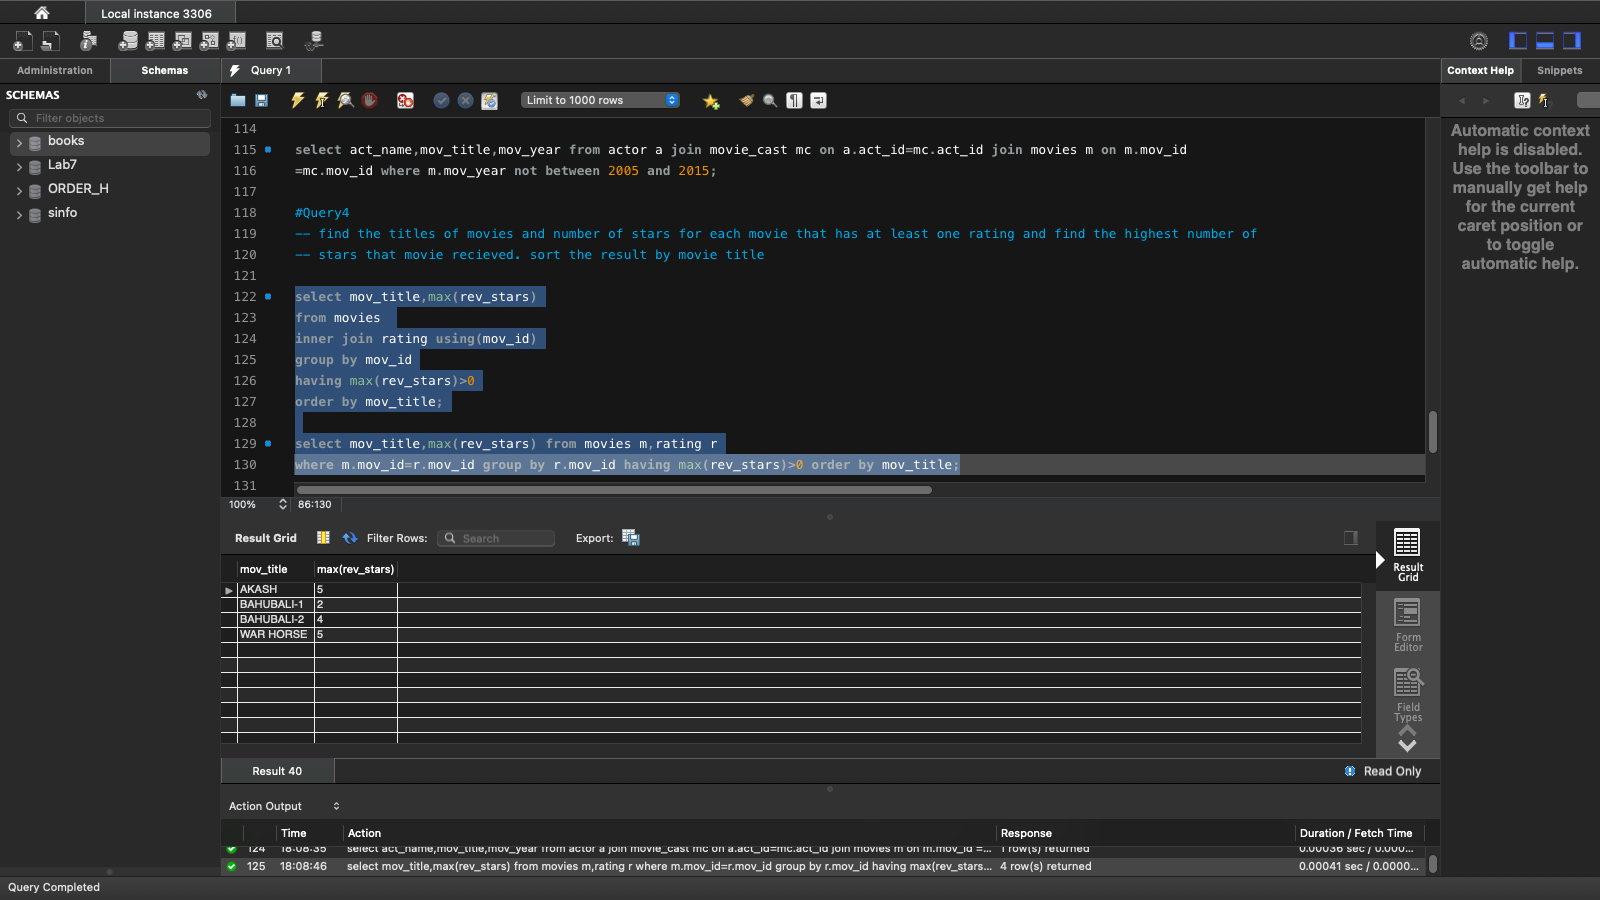 Local instance 3306
Administration
Schemas
Query 1
Context Help
Snippets
SCHEMAS
Filter objects
books
Lab7
ORDER_H
sinfo
Limit to 1000 rows
114
115 select act_name,mov_title,mov_year from actor a join movie_cast mc on a.act_id=mc.act_id join movies m on m.mov_id
116 =mc.mov_id where m.mov_year not between 2005 and 2015;
117
118 #Query4
119 -- find the titles of movies and number of stars for each movie that has at least one rating and find the highest number of
120 -- stars that movie recieved. sort the result by movie title
121
122 select mov_title,max(rev_stars)
123 from movies
124 inner join rating using(mov_id)
125 group by mov_id
126 having max(rev_stars)>0
127 order by mov_title;
128
129 select mov_title,max(rev_stars) from movies m,rating r
130 where m.mov_id=r.mov_id group by r.mov_id having max(rev_stars)>0 order by mov_title;
131
100%
86:130
Automatic context
help is disabled.
Use the toolbar to
manually get help
for the current
caret position or
to toggle
automatic help.
Result Grid
Filter Rows:
Search
Export:
mov_title max(rev_stars)
AKASH 5
BAHUBALI-1 2
BAHUBALI-2 4
WAR HORSE 5
Result
Grid
Form
Editor
Field
Types
Result 40
Read Only
Action Output
Time Action Response Duration / Fetch Time
124 18:08:35 select act_name,mov_title,mov_year from actor a join movie_cast mc on a.act_id=mc.act_id join movies m on m.mov_id =... 1 row(s) returned 0.00036 sec / 0.000...
125 18:08:46 select mov_title,max(rev_stars) from movies m,rating r where m.mov_id=r.mov_id group by r.mov_id having max(rev_stars... 4 row(s) returned 0.00041 sec / 0.0000...
Query Completed